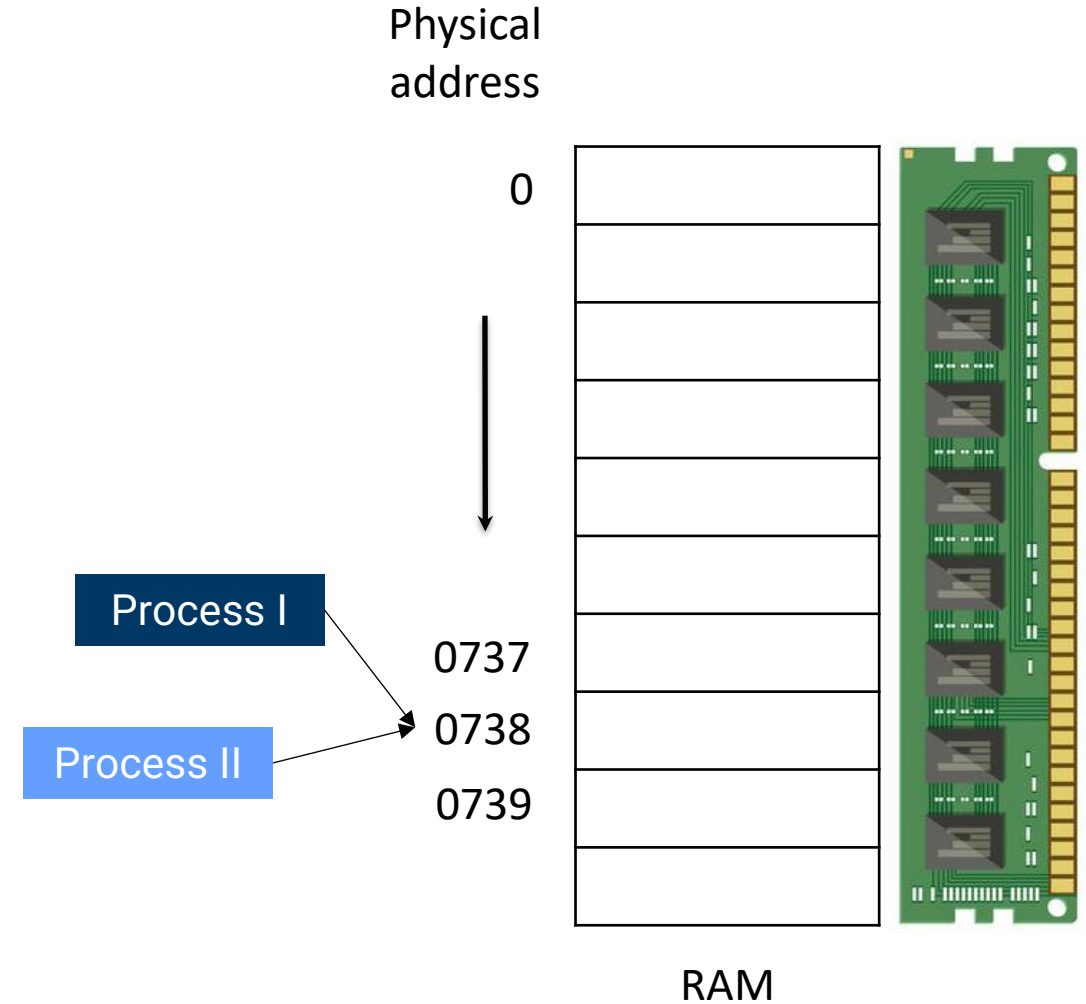 Physical
address
0
Process I
0737
0738
Process II
0739
RAM